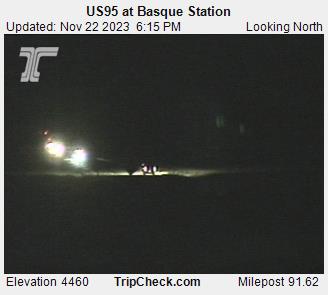 US95 at Basque Station
Updated: Nov 22 2023 6:15 PM Looking North
Elevation 4460 TripCheck.com Milepost 91.62